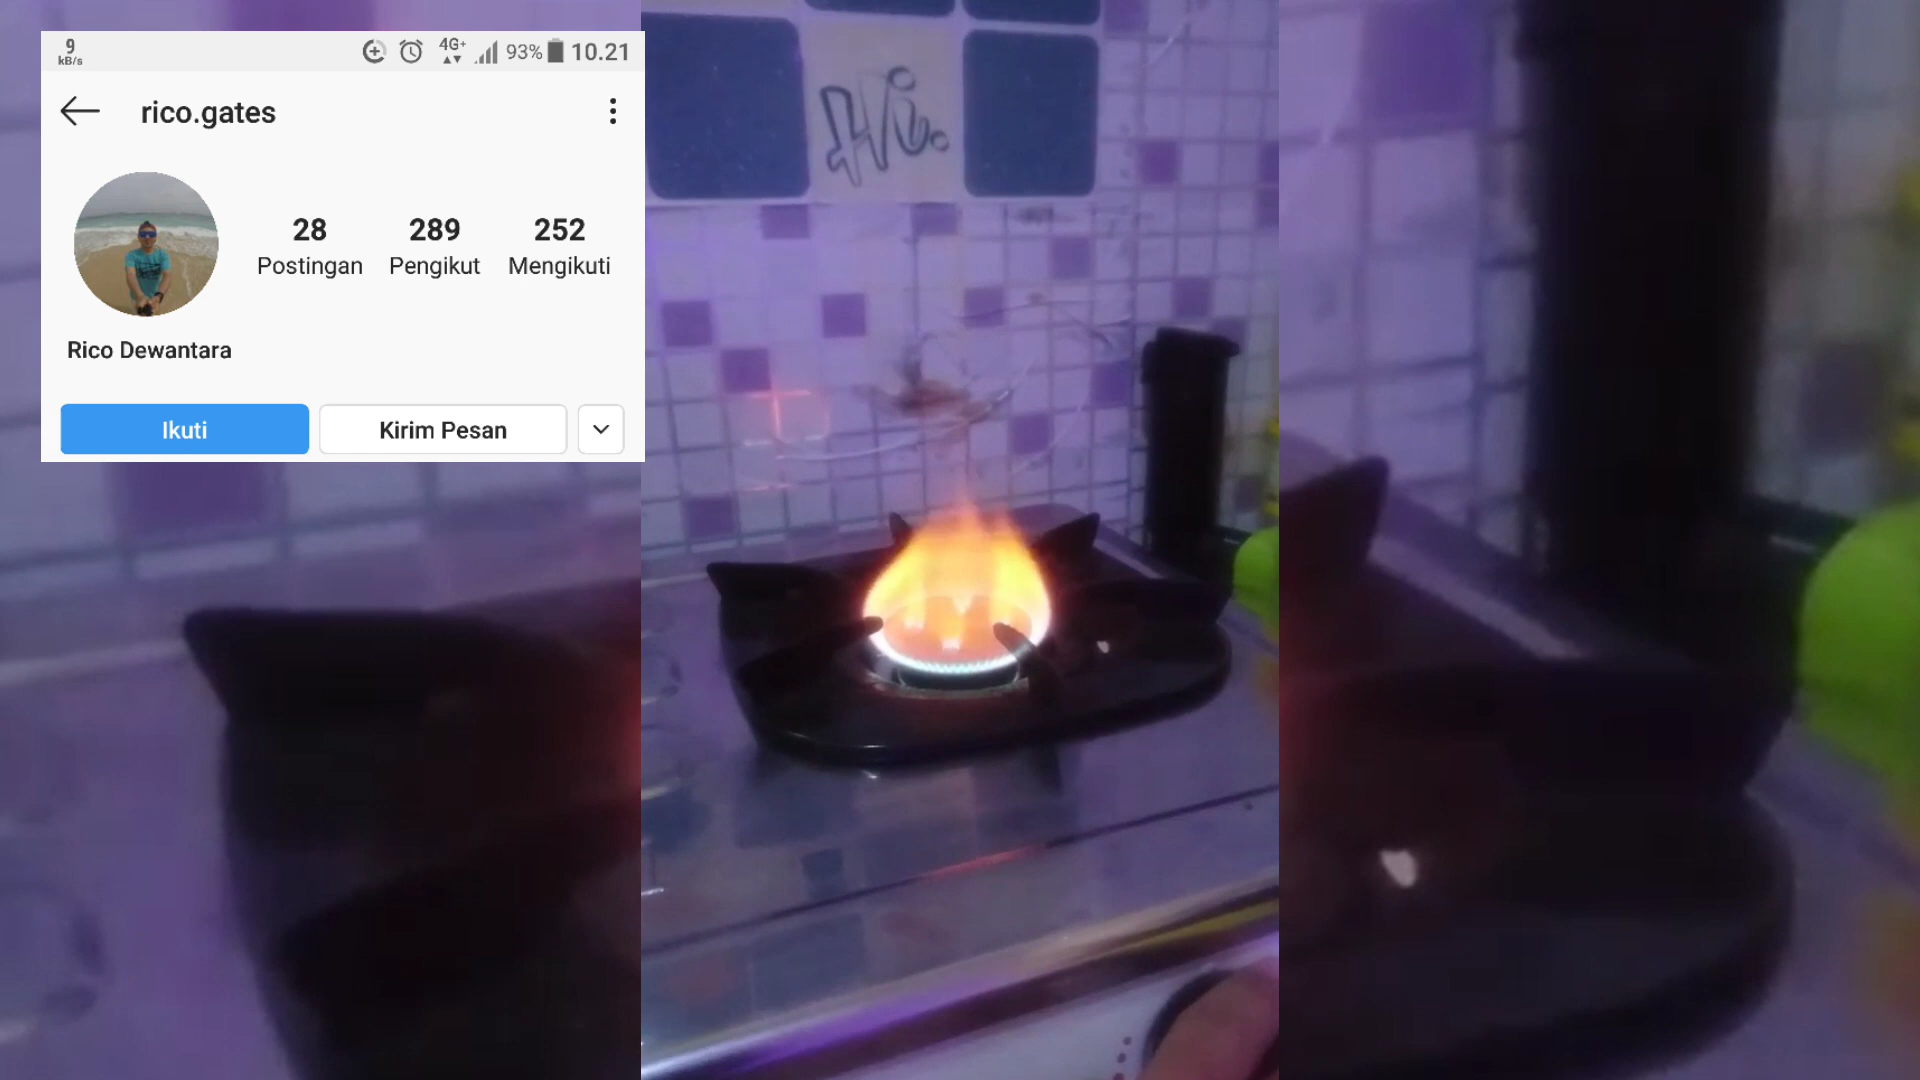 9
kB/s
4G+
93%
10.21
rico.gates
28
289
252
Postingan
Pengikut
Mengikuti
Rico Dewantara
Ikuti
Kirim Pesan
Hi.